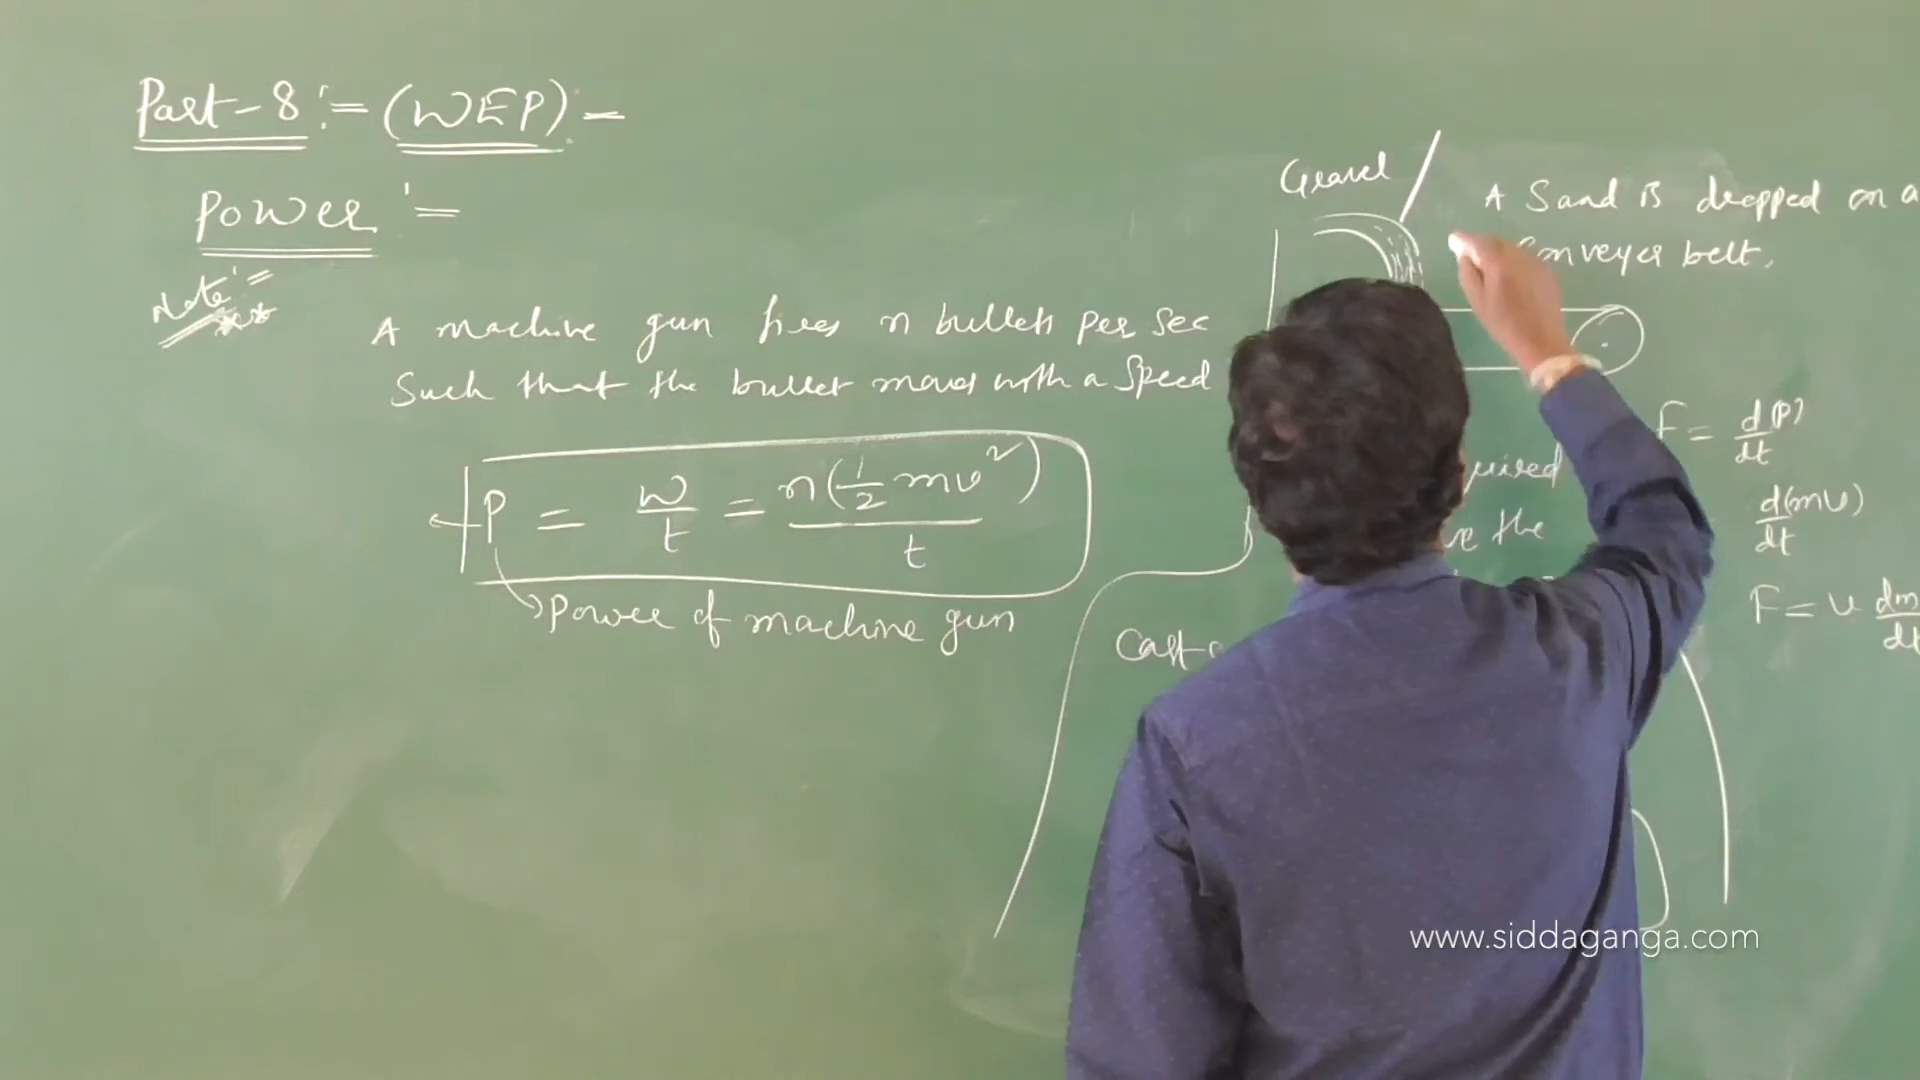 Part-8 :- (WEP) :-
Power :=
Note :=
A machine gun fires n bullets per sec
Such that the bullet moves with a Speed
P = W/t = n(1/2 mv²)/t
Power of machine gun
Gravel
A Sand is dropped on a
Conveyer belt,
F = d(P)/dt
d(mv)/dt
the
F = v dm/dt
www.siddaganga.com